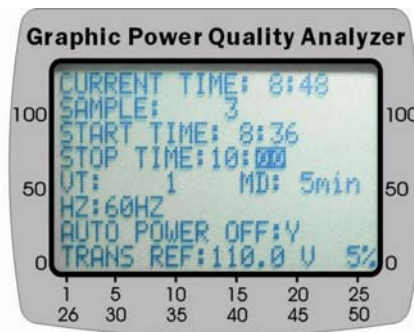 Graphic Power Quality Analyzer
CURRENT TIME: 8:48
SAMPLE: 3
START TIME: 8:36
STOP TIME:10:00
VT: 1 MD: 5min
HZ:60HZ
AUTO POWER OFF:Y
TRANS REF:110.0 V 5%
100 100
50 50
0 0
1 5 10 15 20 25
26 30 35 40 45 50